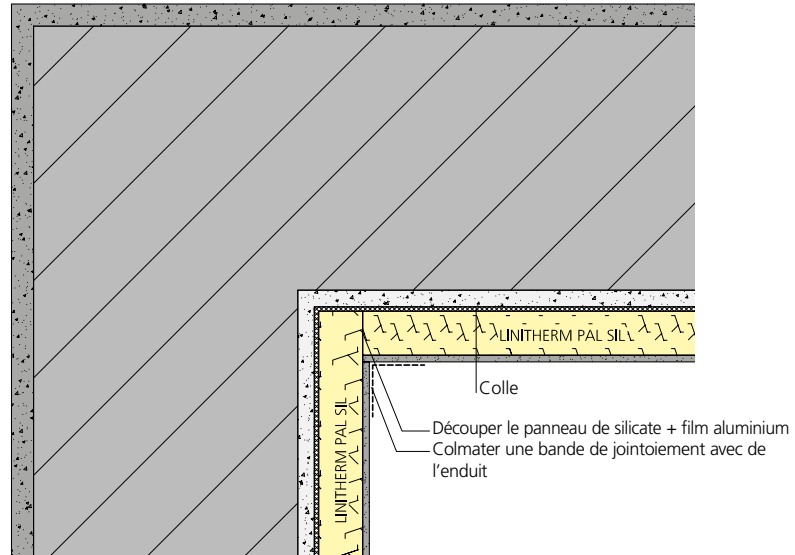 LINITHERM PAL SIL
Colle
LINITHERM PAL SIL
Découper le panneau de silicate + film aluminium
Colmater une bande de jointoiement avec de
l’enduit